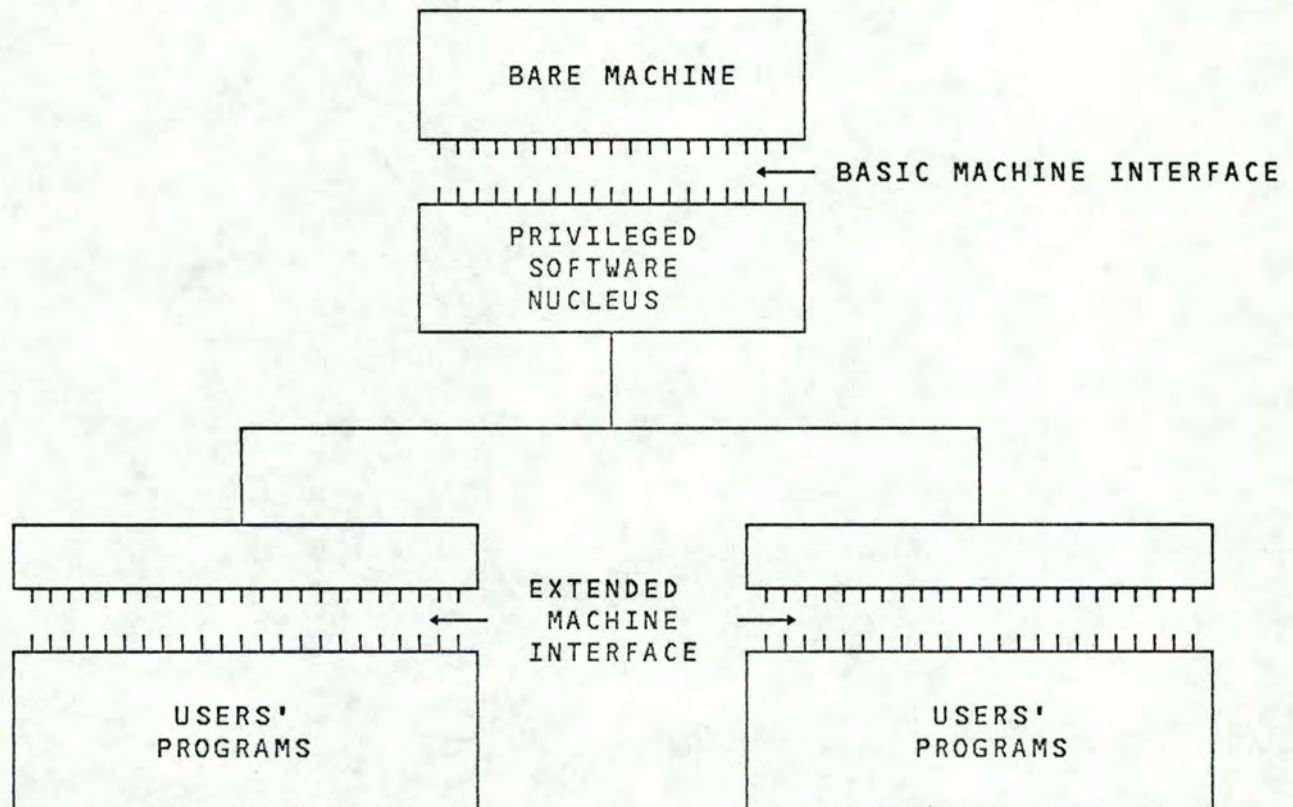 BARE MACHINE
BASIC MACHINE INTERFACE
PRIVILEGED
SOFTWARE
NUCLEUS
EXTENDED
MACHINE
INTERFACE
USERS'
PROGRAMS
USERS'
PROGRAMS